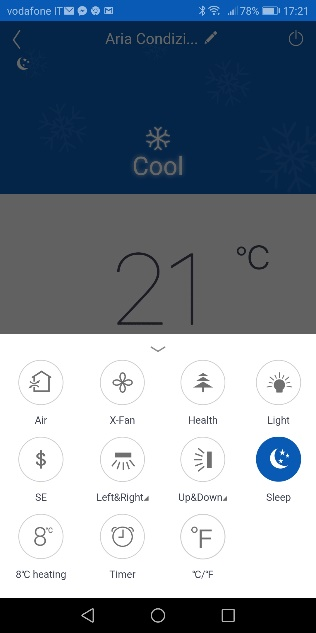 vodafone IT 78% 17:21
Aria Condizi...
Cool
21 °C
Air X-Fan Health Light
$
SE Left&Right Up&Down Sleep
8°C °F
8°C heating Timer °C/°F